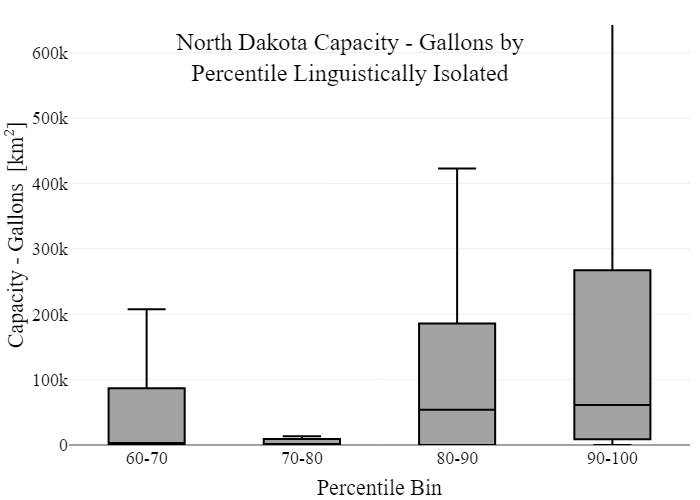 North Dakota Capacity - Gallons by
Percentile Linguistically Isolated
Capacity - Gallons [km²]
600k
500k
400k
300k
200k
100k
0
60-70
70-80
80-90
90-100
Percentile Bin